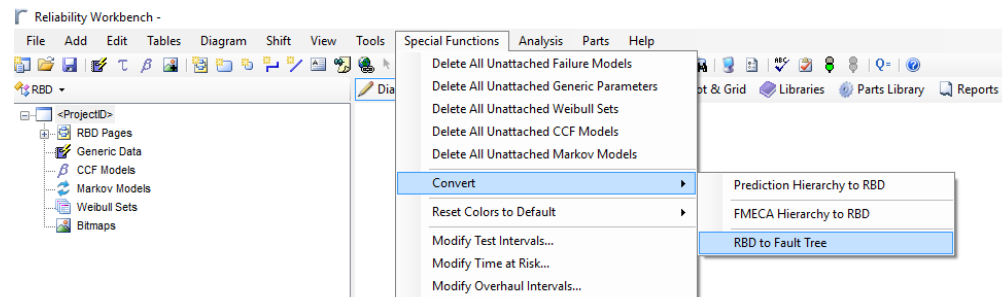 Reliability Workbench -
File Add Edit Tables Diagram Shift View Tools Special Functions Analysis Parts Help
RBD
Dia
ot & Grid Libraries Parts Library Reports
<ProjectID>
RBD Pages
Generic Data
CCF Models
Markov Models
Weibull Sets
Bitmaps
Delete All Unattached Failure Models
Delete All Unattached Generic Parameters
Delete All Unattached Weibull Sets
Delete All Unattached CCF Models
Delete All Unattached Markov Models
Convert
Reset Colors to Default
Modify Test Intervals...
Modify Time at Risk...
Modify Overhaul Intervals...
Prediction Hierarchy to RBD
FMECA Hierarchy to RBD
RBD to Fault Tree